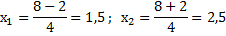 x₁ = (8 − 2)/4 = 1,5 ; x₂ = (8 + 2)/4 = 2,5